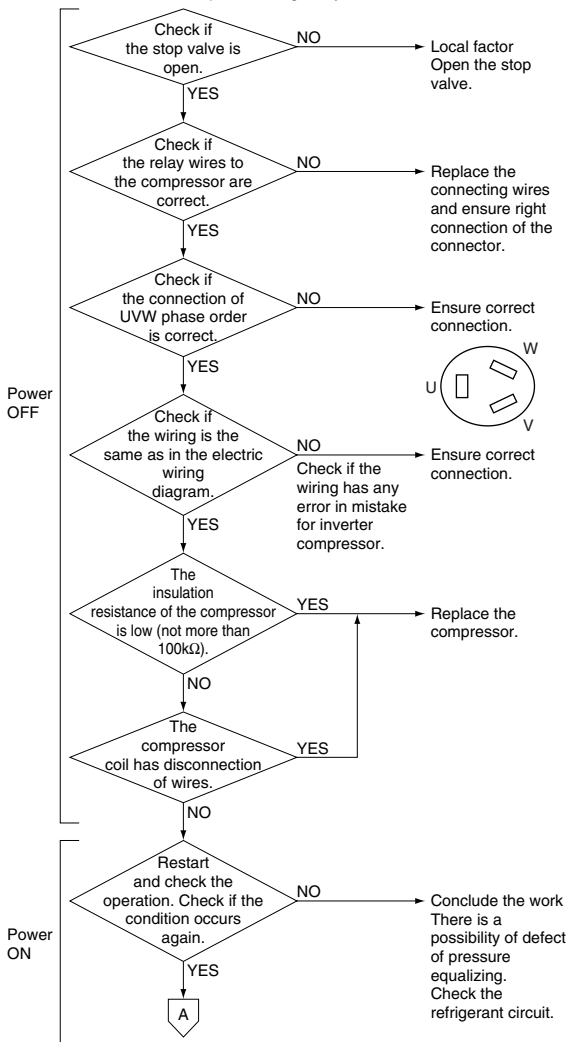 Check if
the stop valve is
open.
NO
Local factor
Open the stop
valve.
YES
Check if
the relay wires to
the compressor are
correct.
NO
Replace the
connecting wires
and ensure right
connection of the
connector.
YES
Check if
the connection of
UVW phase order
is correct.
NO
Ensure correct
connection.
YES
W
U
V
Power
OFF
Check if
the wiring is the
same as in the electric
wiring
diagram.
NO
Check if the
wiring has any
error in mistake
for inverter
compressor.
Ensure correct
connection.
YES
The
insulation
resistance of the compressor
is low (not more than
100kΩ).
YES
Replace the
compressor.
NO
The
compressor
coil has disconnection
of wires.
YES
NO
Power
ON
Restart
and check the
operation. Check if the
condition occurs
again.
NO
Conclude the work
There is a
possibility of defect
of pressure
equalizing.
Check the
refrigerant circuit.
YES
A